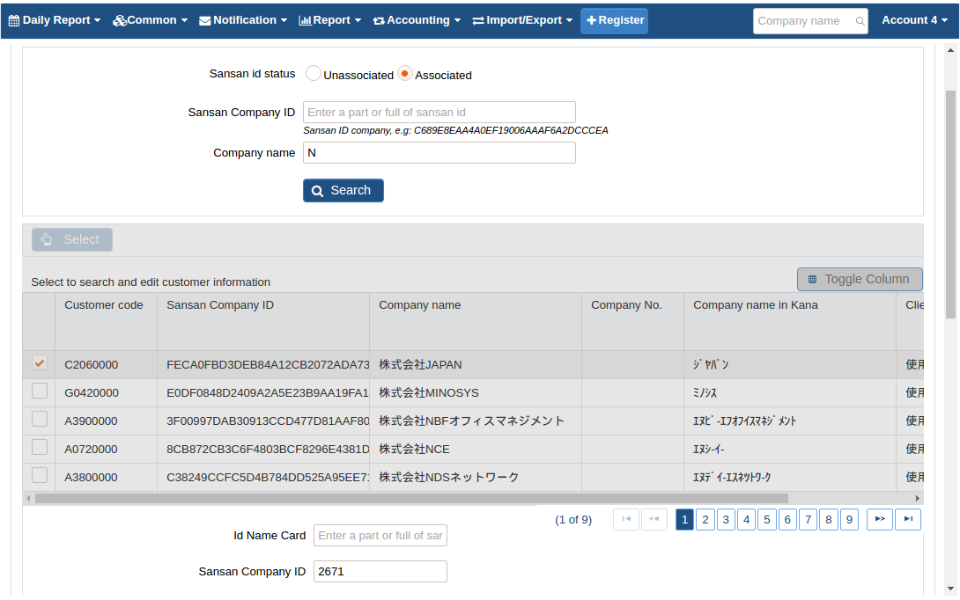 Daily Report Common Notification Report Accounting Import/Export Register Company name Account 4
Sansan id status Unassociated Associated
Sansan Company ID Enter a part or full of sansan id
Sansan ID company, e.g: C689E8EAA4A0EF19006AAAF6A2DCCCEA
Company name N
Search
Select
Select to search and edit customer information Toggle Column
Customer code Sansan Company ID Company name Company No. Company name in Kana Clie
C2060000 FECA0FBD3DEB84A12CB2072ADA73 株式会社JAPAN ｼﾞﾔﾊﾟﾝ 使用
G0420000 E0DF0848D2409A2A5E23B9AA19FA1 株式会社MINOSYS ﾐﾉｼｽ 使用
A3900000 3F00997DAB30913CCD477D81AAF80 株式会社NBFオフィスマネジメント ｴﾇﾋﾞ-ｴﾌｵﾌｲｽﾏﾈｼﾞﾒﾝﾄ 使用
A0720000 8CB872CB3C6F4803BCF8296E4381D 株式会社NCE ｴﾇｼ-ｲ- 使用
A3800000 C38249CCFC5D4B784DD525A95EE7 株式会社NDSネットワーク ｴﾇﾃﾞｲ-ｴｽﾈﾂﾄﾜ-ｸ 使用
(1 of 9) 1 2 3 4 5 6 7 8 9
Id Name Card Enter a part or full of sar
Sansan Company ID 2671